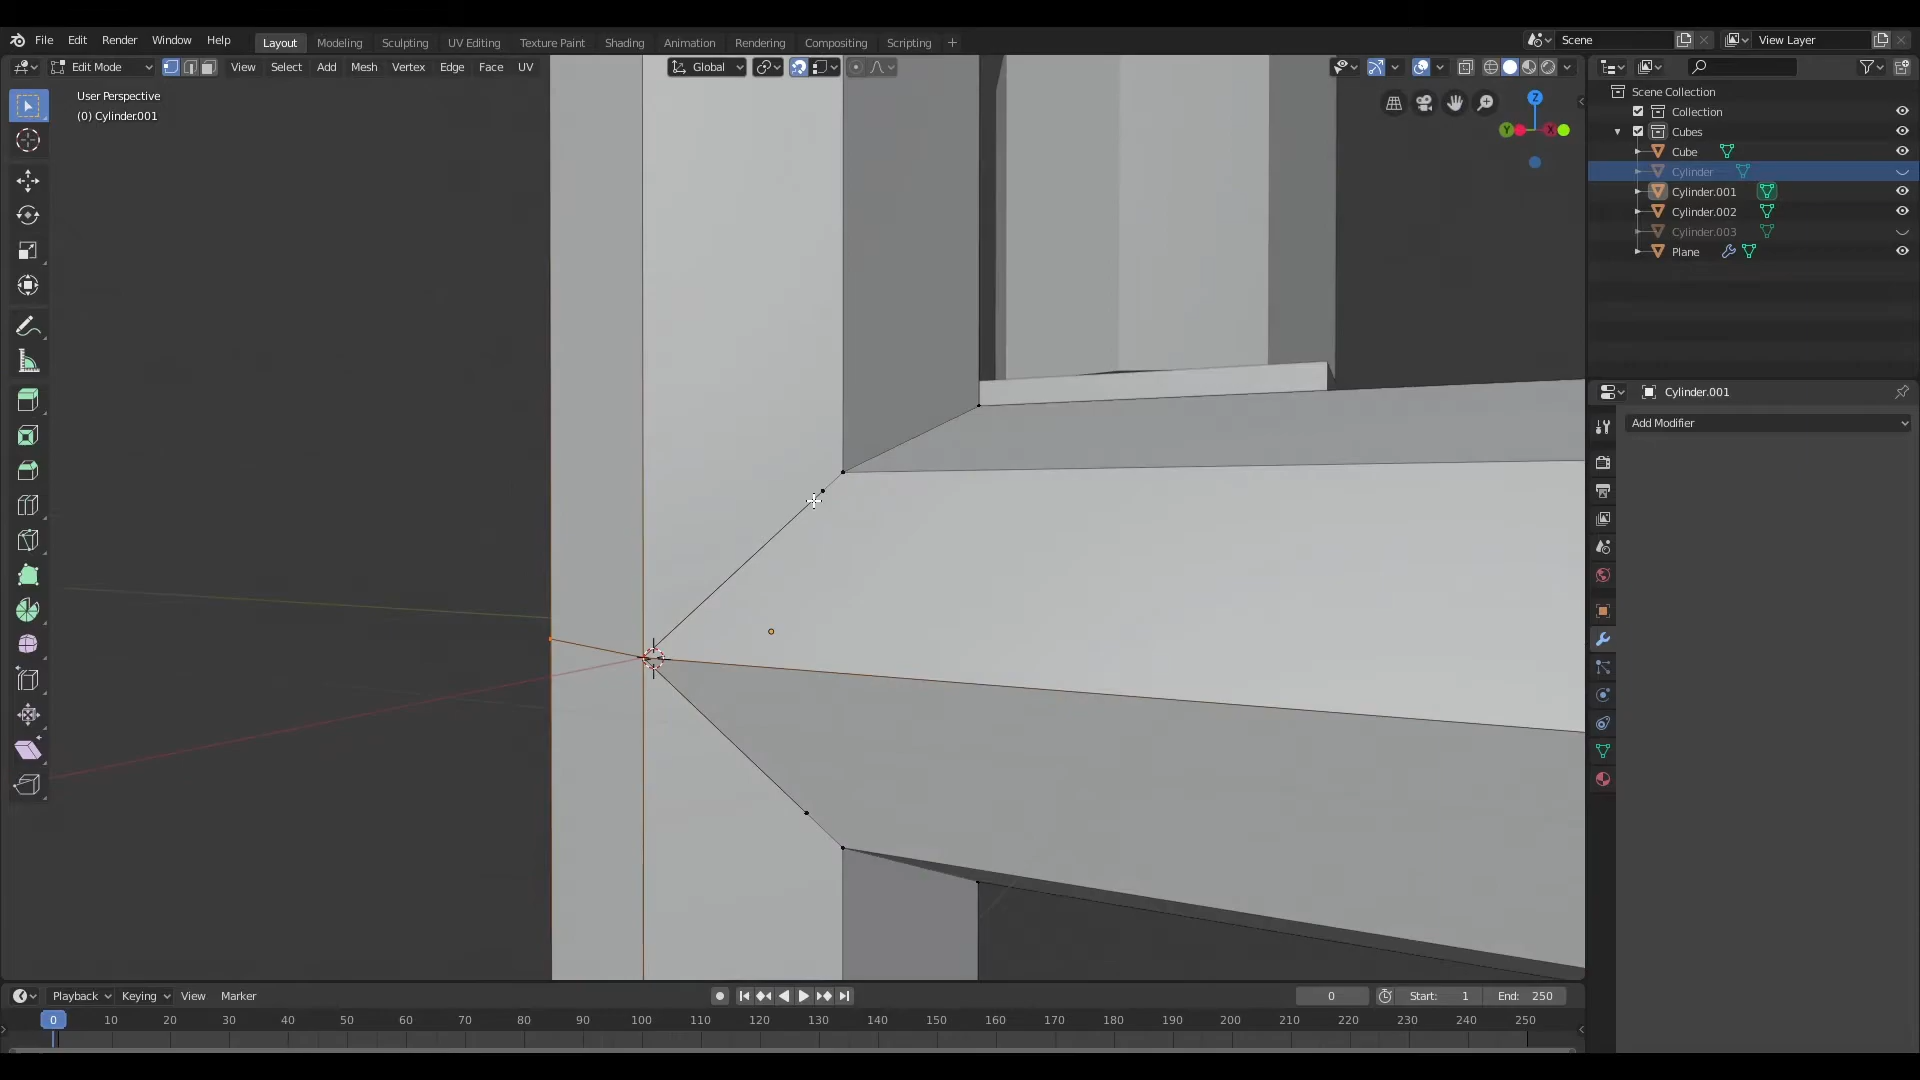 File Edit Render Window Help
Layout Modeling Sculpting UV Editing Texture Paint Shading Animation Rendering Compositing Scripting +
Scene
View Layer
Edit Mode
View Select Add Mesh Vertex Edge Face UV
Global
User Perspective
(0) Cylinder.001
Z
Y
X
Scene Collection
Collection
Cubes
Cube
Cylinder
Cylinder.001
Cylinder.002
Cylinder.003
Plane
Cylinder.001
Add Modifier
Playback Keying View Marker
0
Start: 1
End: 250
0 10 20 30 40 50 60 70 80 90 100 110 120 130 140 150 160 170 180 190 200 210 220 230 240 250